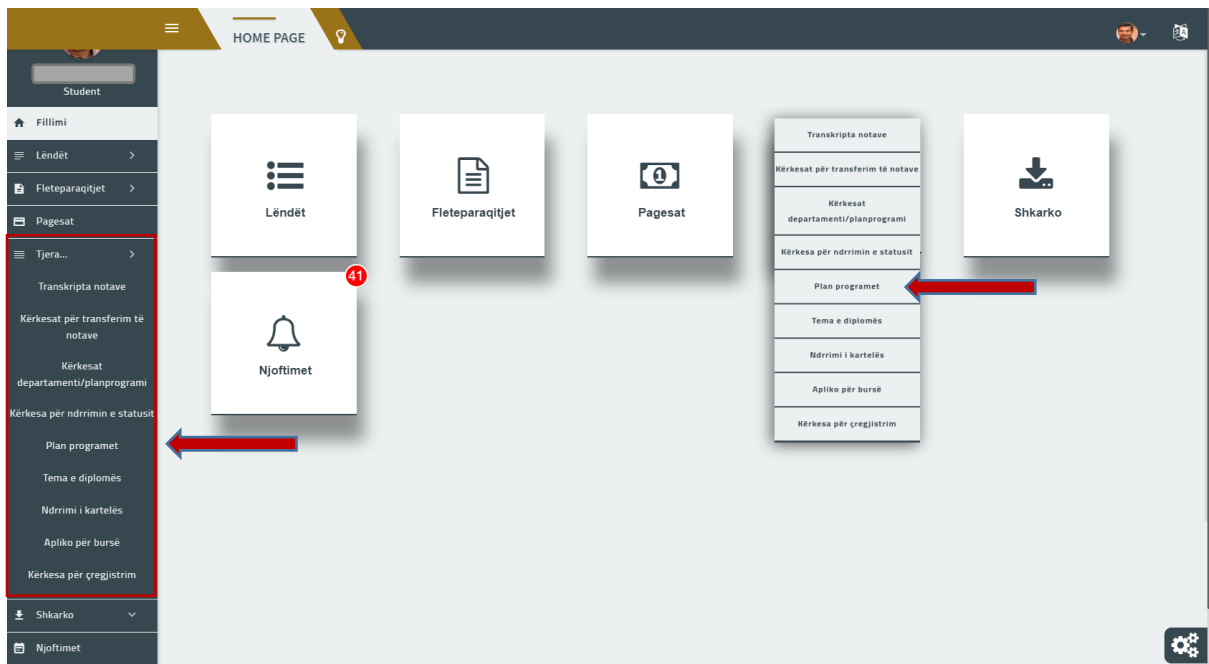 HOME PAGE
Student
Fillimi
Lëndët
Fleteparaqitjet
Pagesat
Tjera...
Transkripta notave
Kërkesat për transferim të
notave
Kërkesat
departamenti/planprogrami
Kërkesa për ndrrimin e statusit
Plan programet
Tema e diplomës
Ndrrimi i kartelës
Apliko për bursë
Kërkesa për çregjistrim
Shkarko
Njoftimet
Lëndët
Fleteparaqitjet
1
Pagesat
Transkripta notave
Kërkesat për transferim të notave
Kërkesat
departamenti/planprogrami
Kërkesa për ndrrimin e statusit
Plan programet
Tema e diplomës
Ndrrimi i kartelës
Apliko për bursë
Kërkesa për çregjistrim
Shkarko
41
Njoftimet